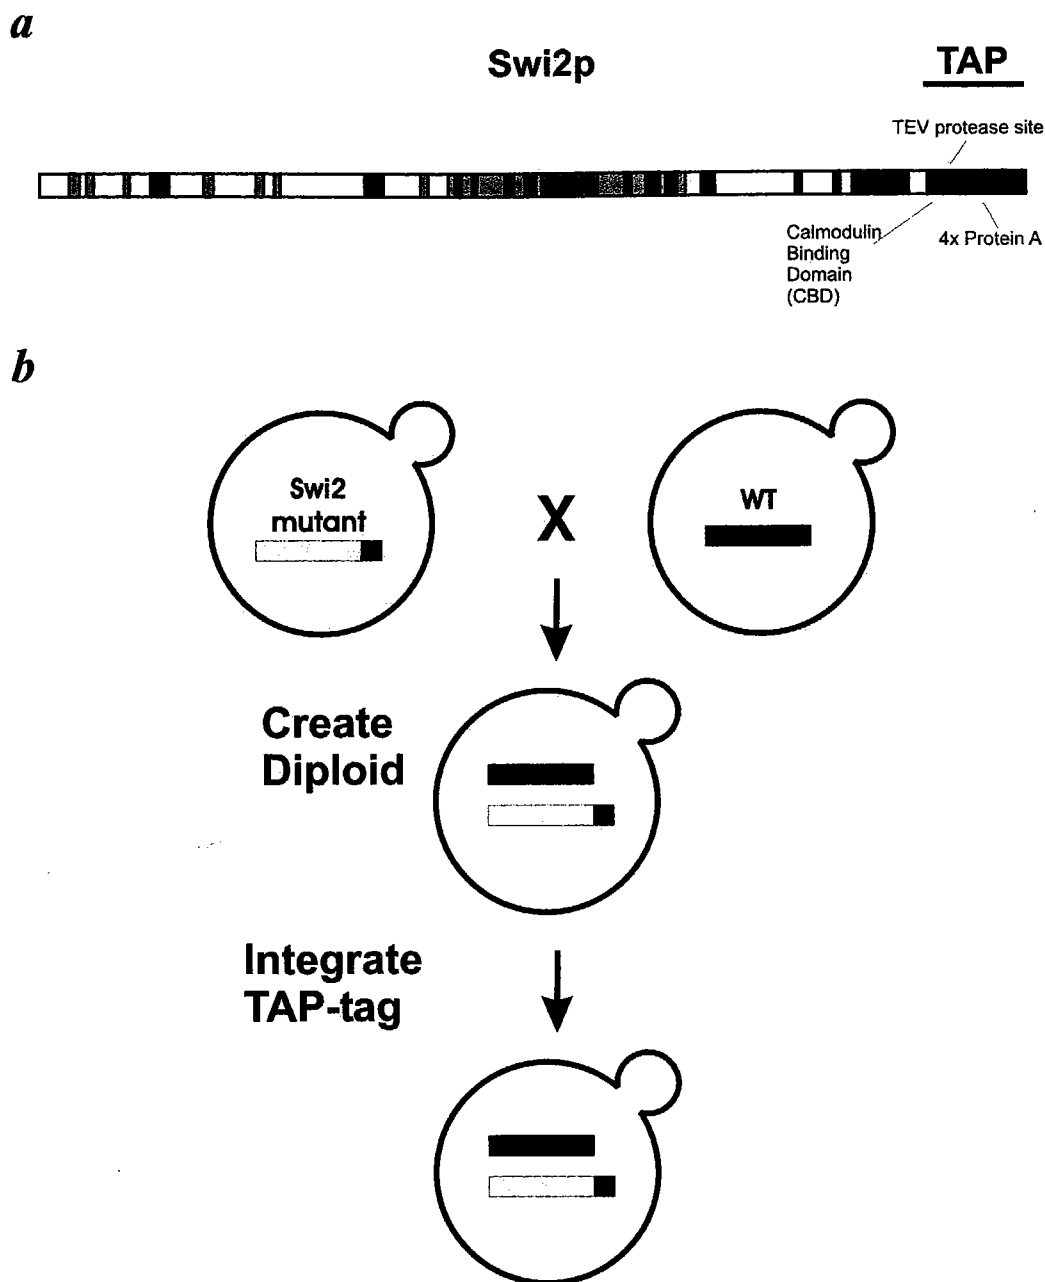 a
Swi2p
TAP
TEV protease site
Calmodulin
Binding
Domain
(CBD)
4x Protein A
b
Swi2
mutant
X
WT
Create
Diploid
Integrate
TAP-tag